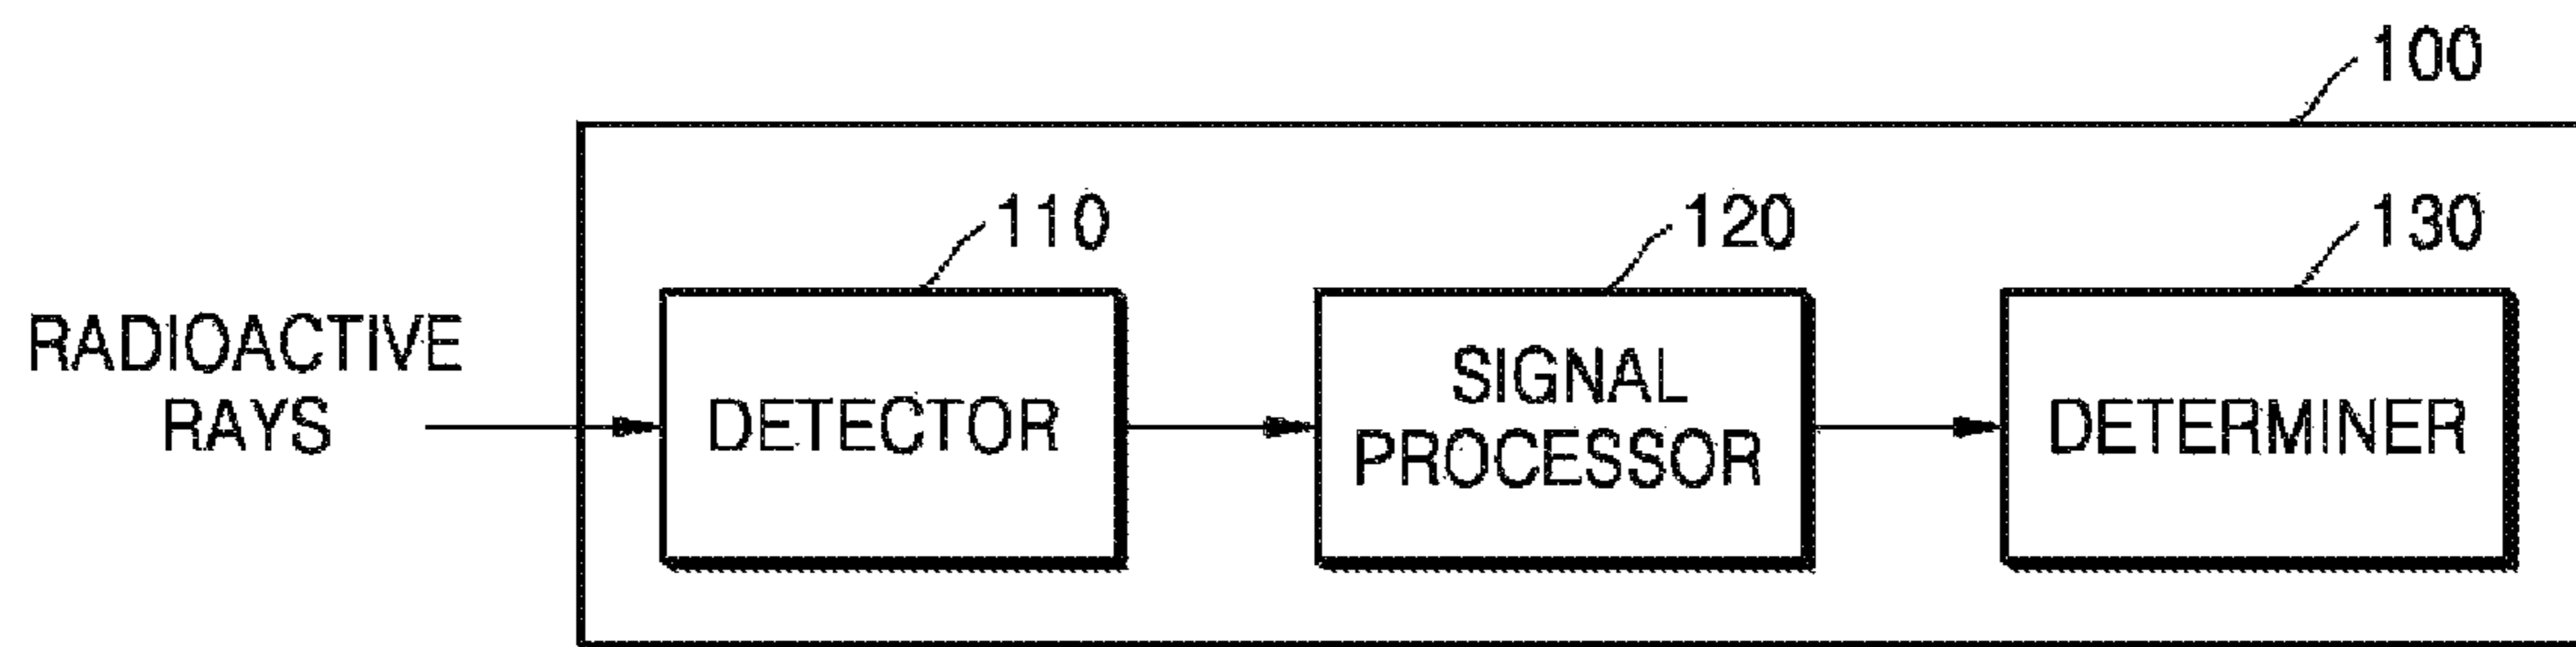 100
110
120
130
RADIOACTIVE
RAYS
DETECTOR
SIGNAL
PROCESSOR
DETERMINER